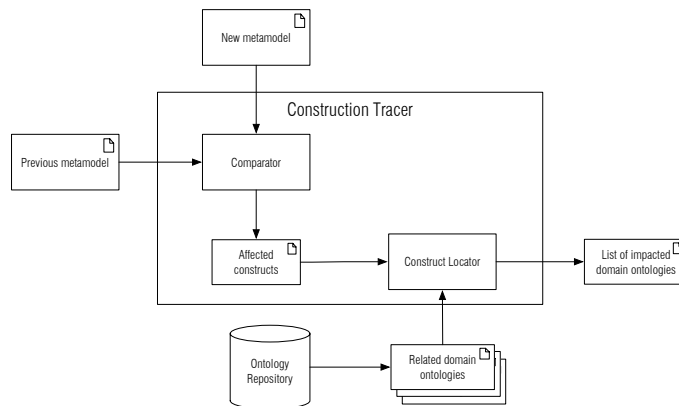 New metamodel
Construction Tracer
Previous metamodel
Comparator
Affected
constructs
Construct Locator
List of impacted
domain ontologies
Ontology
Repository
Related domain
ontologies